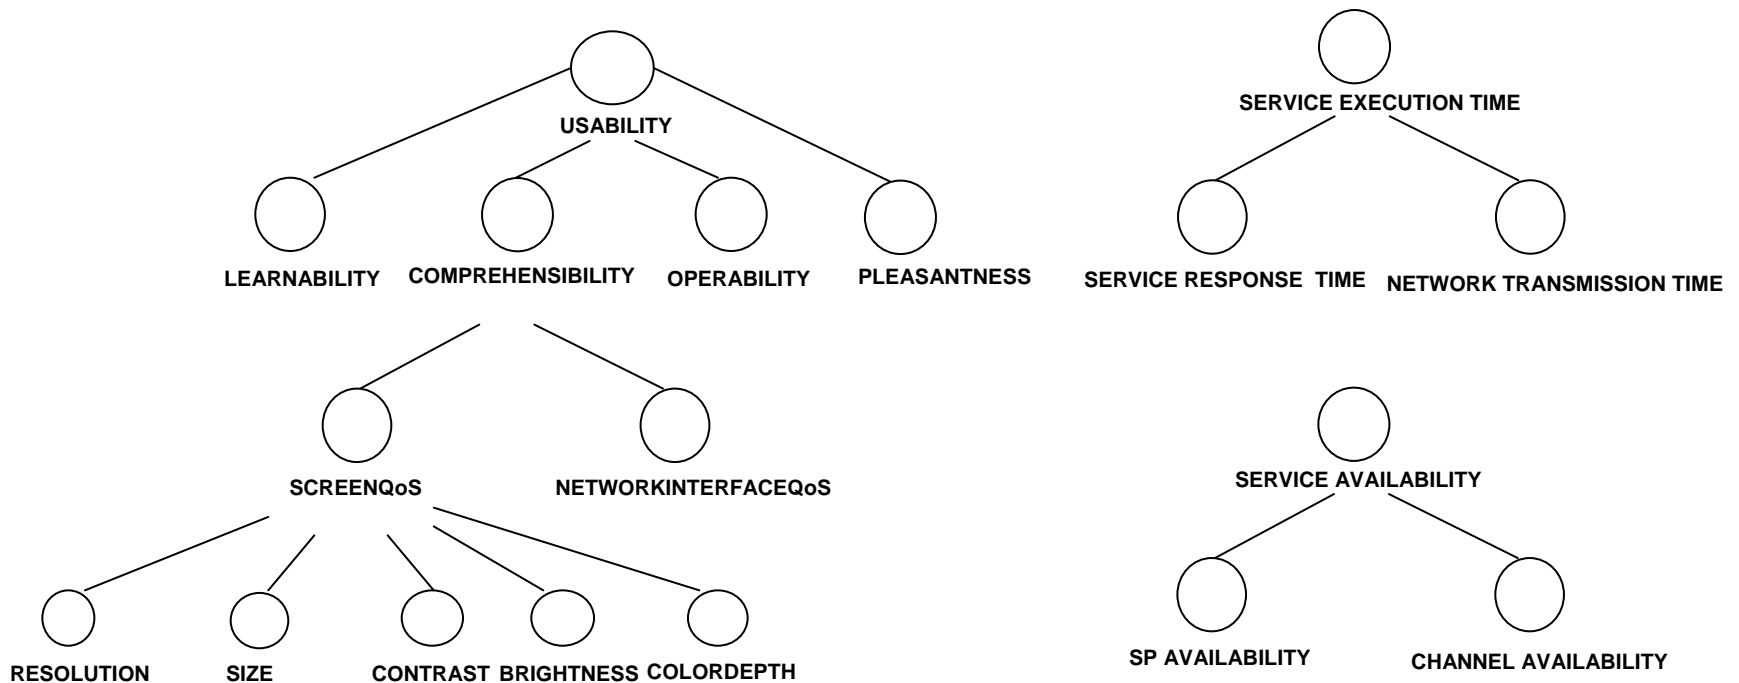 USABILITY
LEARNABILITY
COMPREHENSIBILITY
OPERABILITY
PLEASANTNESS
SCREENQoS
NETWORKINTERFACEQoS
RESOLUTION
SIZE
CONTRAST
BRIGHTNESS
COLORDEPTH
SERVICE EXECUTION TIME
SERVICE RESPONSE TIME
NETWORK TRANSMISSION TIME
SERVICE AVAILABILITY
SP AVAILABILITY
CHANNEL AVAILABILITY